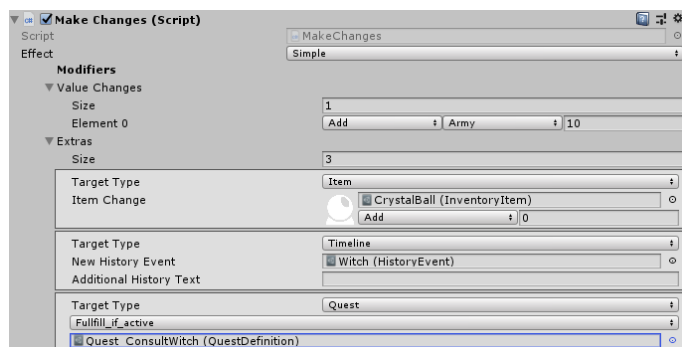 Make Changes (Script)
Script MakeChanges
Effect Simple
Modifiers
Value Changes
Size 1
Element 0 Add Army 10
Extras
Size 3
Target Type Item
Item Change CrystalBall (InventoryItem)
Add 0
Target Type Timeline
New History Event Witch (HistoryEvent)
Additional History Text
Target Type Quest
Fullfill_if_active
Quest_ConsultWitch (QuestDefinition)